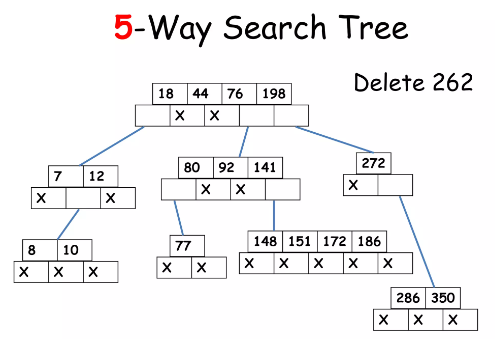 5-Way Search Tree
Delete 262
18 44 76 198
X X
7 12
X X
80 92 141
X X
272
X
8 10
X X X
77
X X
148 151 172 186
X X X X X
286 350
X X X